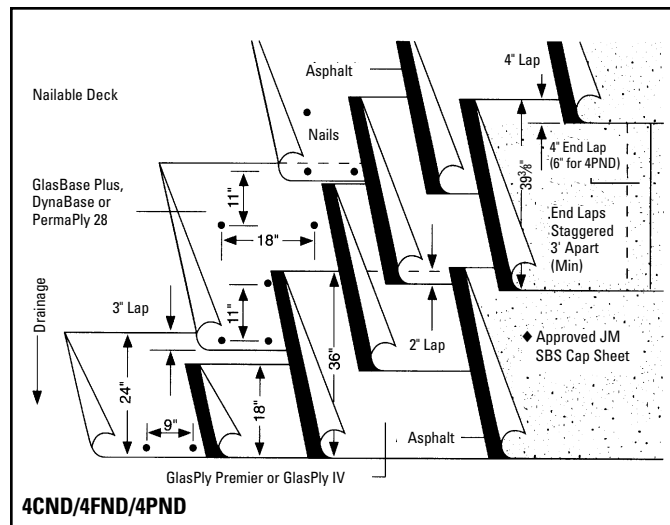 4" Lap
Asphalt
Nailable Deck
Nails
4" End Lap
(6" for 4PND)
39⅜"
GlasBase Plus,
DynaBase or
PermaPly 28
11"
18"
End Laps
Staggered
3' Apart
(Min)
Drainage
3" Lap
11"
36"
2" Lap
◆ Approved JM
SBS Cap Sheet
24"
18"
9"
Asphalt
GlasPly Premier or GlasPly IV
4CND/4FND/4PND